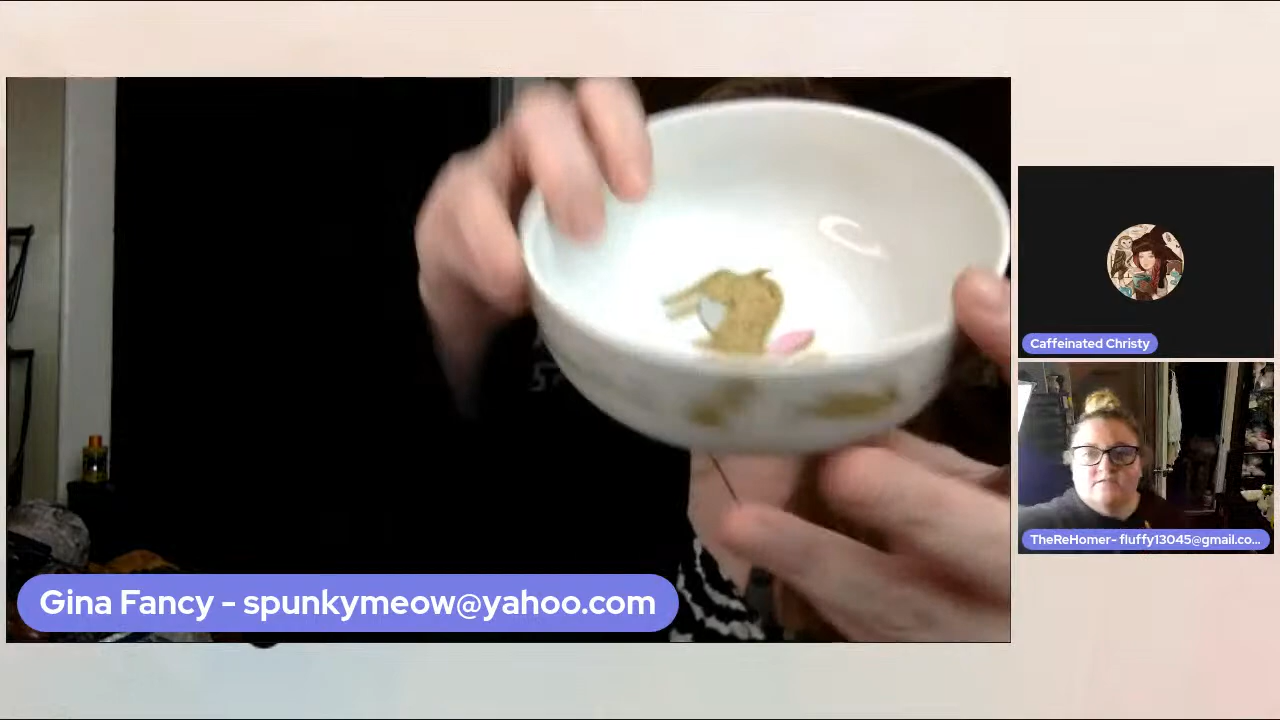 Gina Fancy - spunkymeow@yahoo.com
Caffeinated Christy
TheReHomer- fluffy13045@gmail.co...